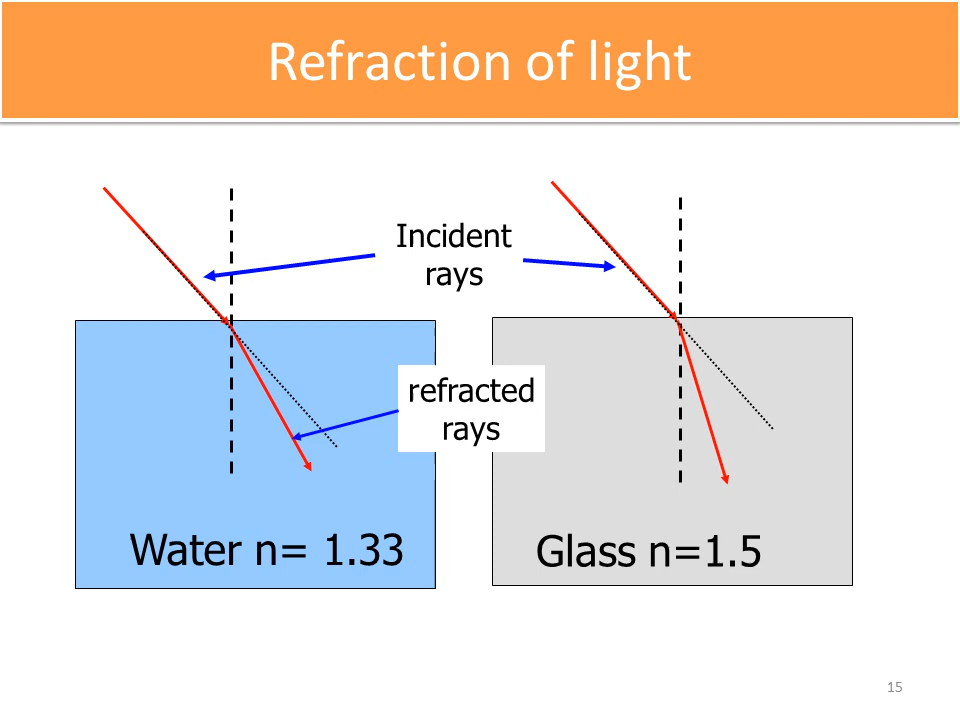 Refraction of light
Incident
rays
refracted
rays
Water n= 1.33
Glass n=1.5
15